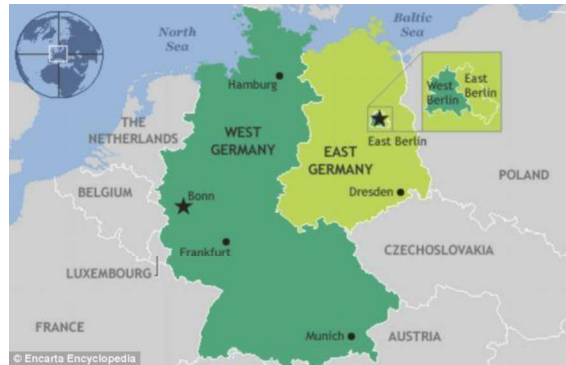 North
Sea
Baltic
Sea
Hamburg
West
Berlin
East
Berlin
THE
NETHERLANDS
WEST
GERMANY
EAST
GERMANY
East Berlin
POLAND
BELGIUM
Bonn
Dresden
Frankfurt
CZECHOSLOVAKIA
LUXEMBOURG
FRANCE
Munich
AUSTRIA
© Encarta Encyclopedia